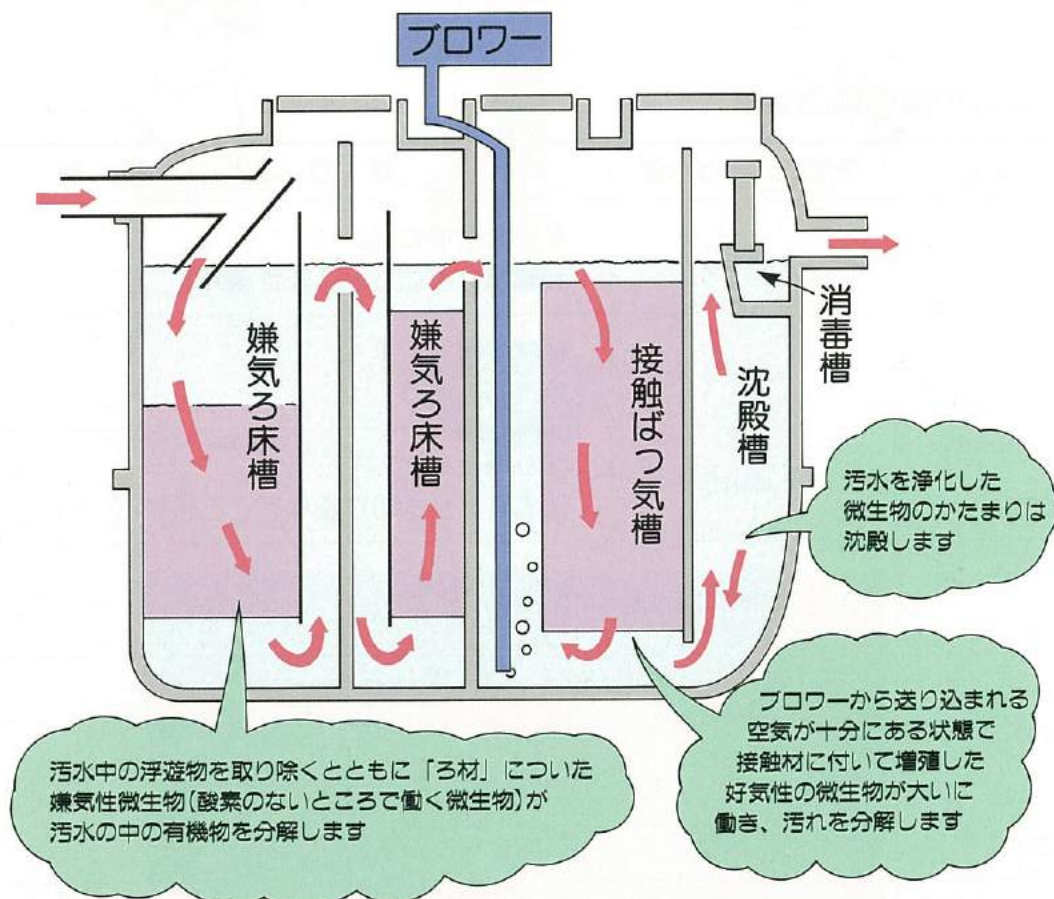 ブロワー
嫌気ろ床槽
嫌気ろ床槽
接触ばつ気槽
沈殿槽
消毒槽
汚水を浄化した
微生物のかたまりは
沈殿します
ブロワーから送り込まれる
空気が十分にある状態で
接触材に付いて増殖した
好気性の微生物が大いに
働き、汚れを分解します
汚水中の浮遊物を取り除くとともに「ろ材」についた
嫌気性微生物(酸素のないところで働く微生物)が
汚水の中の有機物を分解します